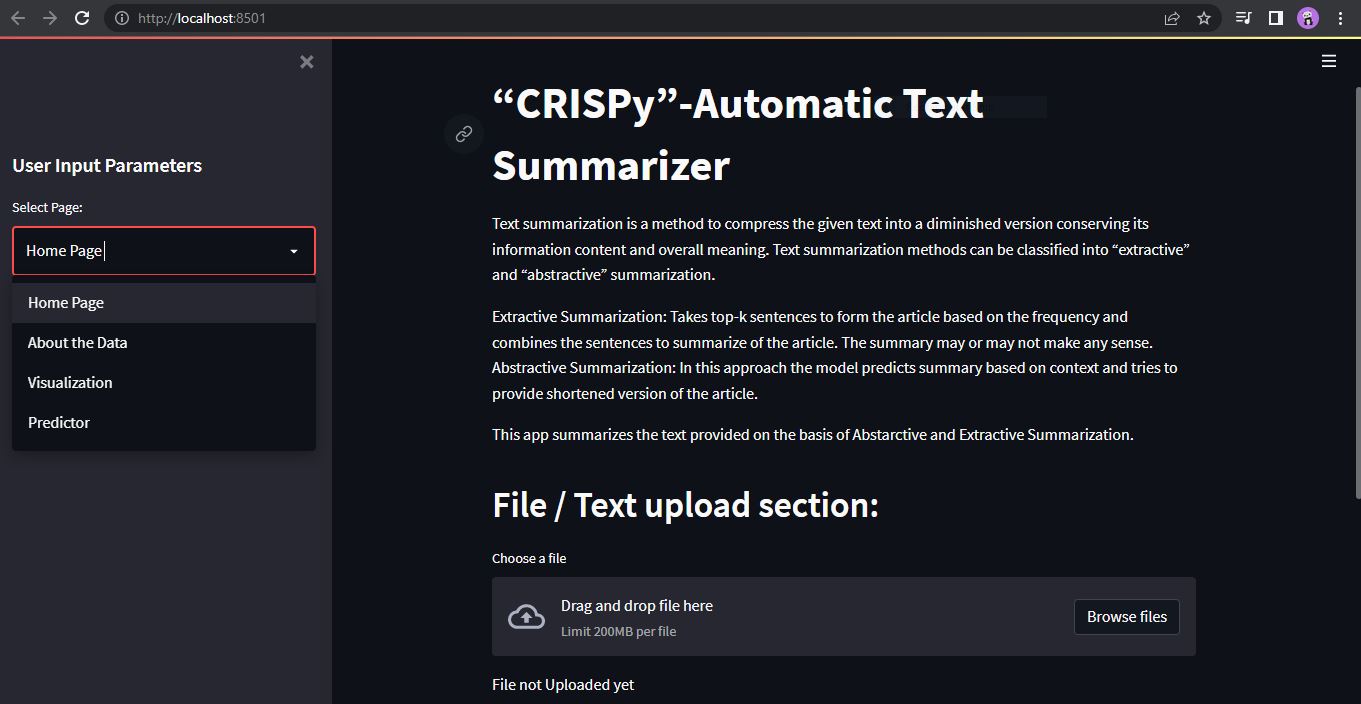 http://localhost:8501
User Input Parameters
Select Page:
Home Page
Home Page
About the Data
Visualization
Predictor
“CRISPy”-Automatic Text
Summarizer
Text summarization is a method to compress the given text into a diminished version conserving its
information content and overall meaning. Text summarization methods can be classified into “extractive”
and “abstractive” summarization.
Extractive Summarization: Takes top-k sentences to form the article based on the frequency and
combines the sentences to summarize of the article. The summary may or may not make any sense.
Abstractive Summarization: In this approach the model predicts summary based on context and tries to
provide shortened version of the article.
This app summarizes the text provided on the basis of Abstarctive and Extractive Summarization.
File / Text upload section:
Choose a file
Drag and drop file here
Limit 200MB per file
Browse files
File not Uploaded yet